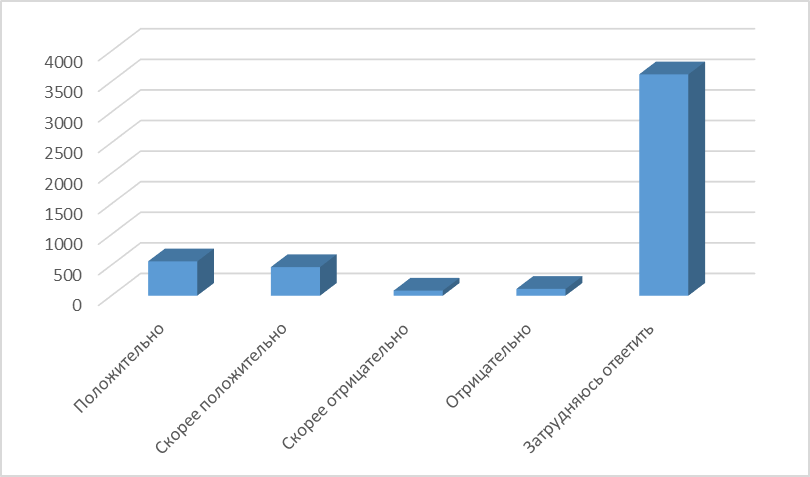 4000
3500
3000
2500
2000
1500
1000
500
0
Положительно
Скорее положительно
Скорее отрицательно
Отрицательно
Затрудняюсь ответить